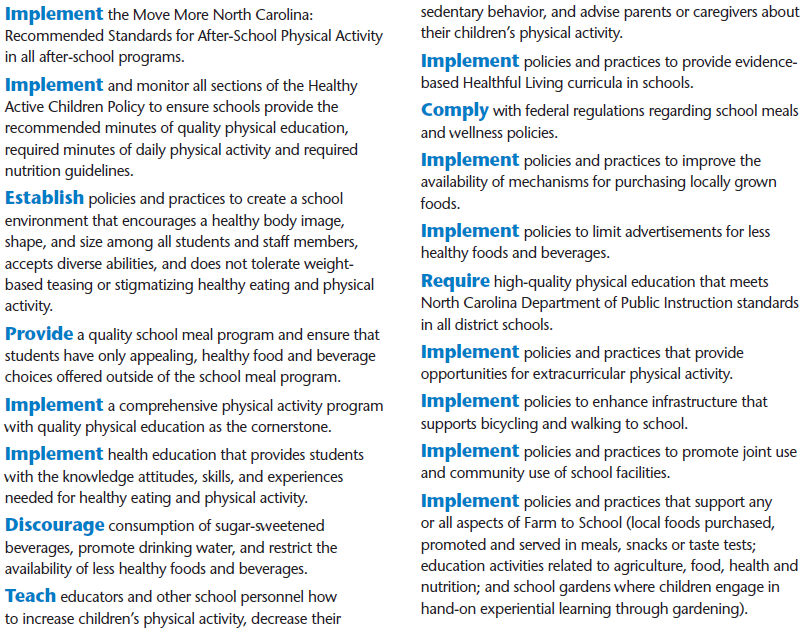 Implement the Move More North Carolina:
Recommended Standards for After-School Physical Activity
in all after-school programs.
Implement and monitor all sections of the Healthy
Active Children Policy to ensure schools provide the
recommended minutes of quality physical education,
required minutes of daily physical activity and required
nutrition guidelines.
Establish policies and practices to create a school
environment that encourages a healthy body image,
shape, and size among all students and staff members,
accepts diverse abilities, and does not tolerate weight-
based teasing or stigmatizing healthy eating and physical
activity.
Provide a quality school meal program and ensure that
students have only appealing, healthy food and beverage
choices offered outside of the school meal program.
Implement a comprehensive physical activity program
with quality physical education as the cornerstone.
Implement health education that provides students
with the knowledge attitudes, skills, and experiences
needed for healthy eating and physical activity.
Discourage consumption of sugar-sweetened
beverages, promote drinking water, and restrict the
availability of less healthy foods and beverages.
Teach educators and other school personnel how
to increase children's physical activity, decrease their
sedentary behavior, and advise parents or caregivers about
their children's physical activity.
Implement policies and practices to provide evidence-
based Healthful Living curricula in schools.
Comply with federal regulations regarding school meals
and wellness policies.
Implement policies and practices to improve the
availability of mechanisms for purchasing locally grown
foods.
Implement policies to limit advertisements for less
healthy foods and beverages.
Require high-quality physical education that meets
North Carolina Department of Public Instruction standards
in all district schools.
Implement policies and practices that provide
opportunities for extracurricular physical activity.
Implement policies to enhance infrastructure that
supports bicycling and walking to school.
Implement policies and practices to promote joint use
and community use of school facilities.
Implement policies and practices that support any
or all aspects of Farm to School (local foods purchased,
promoted and served in meals, snacks or taste tests;
education activities related to agriculture, food, health and
nutrition; and school gardens where children engage in
hand-on experiential learning through gardening).